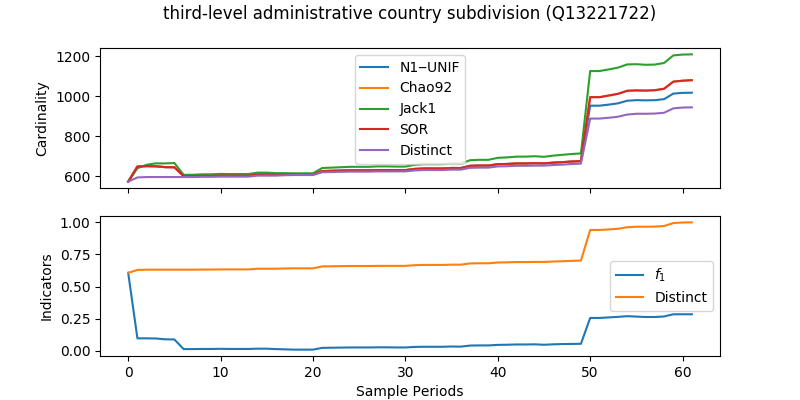 third-level administrative country subdivision (Q13221722)
Cardinality
1200
1000
800
600
N1−UNIF
Chao92
Jack1
SOR
Distinct
Indicators
1.00
0.75
0.50
0.25
0.00
f1
Distinct
0 10 20 30 40 50 60
Sample Periods